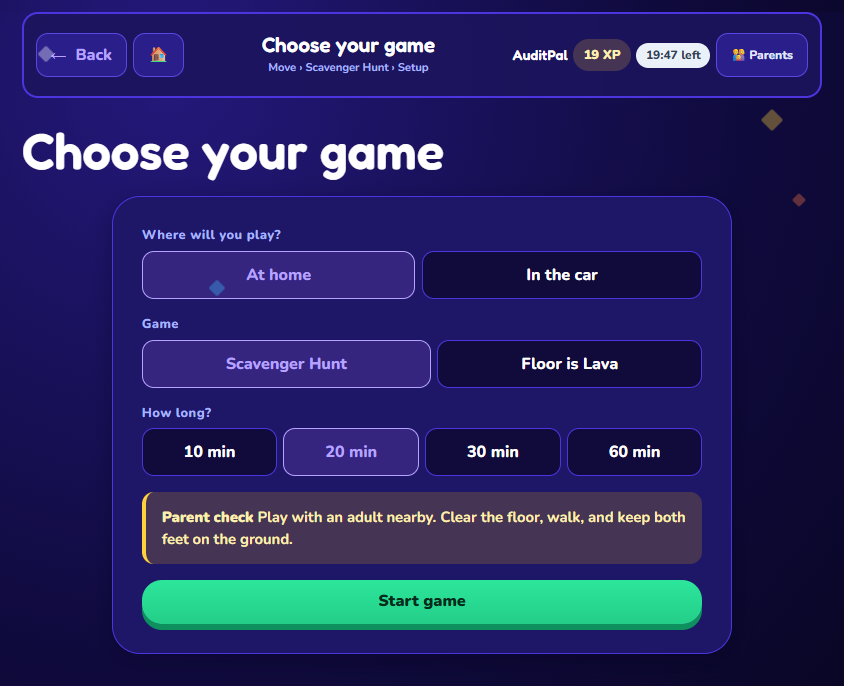 ← Back
Choose your game
Move › Scavenger Hunt › Setup
AuditPal
19 XP
19:47 left
Parents
Choose your game
Where will you play?
At home
In the car
Game
Scavenger Hunt
Floor is Lava
How long?
10 min
20 min
30 min
60 min
Parent check Play with an adult nearby. Clear the floor, walk, and keep both
feet on the ground.
Start game